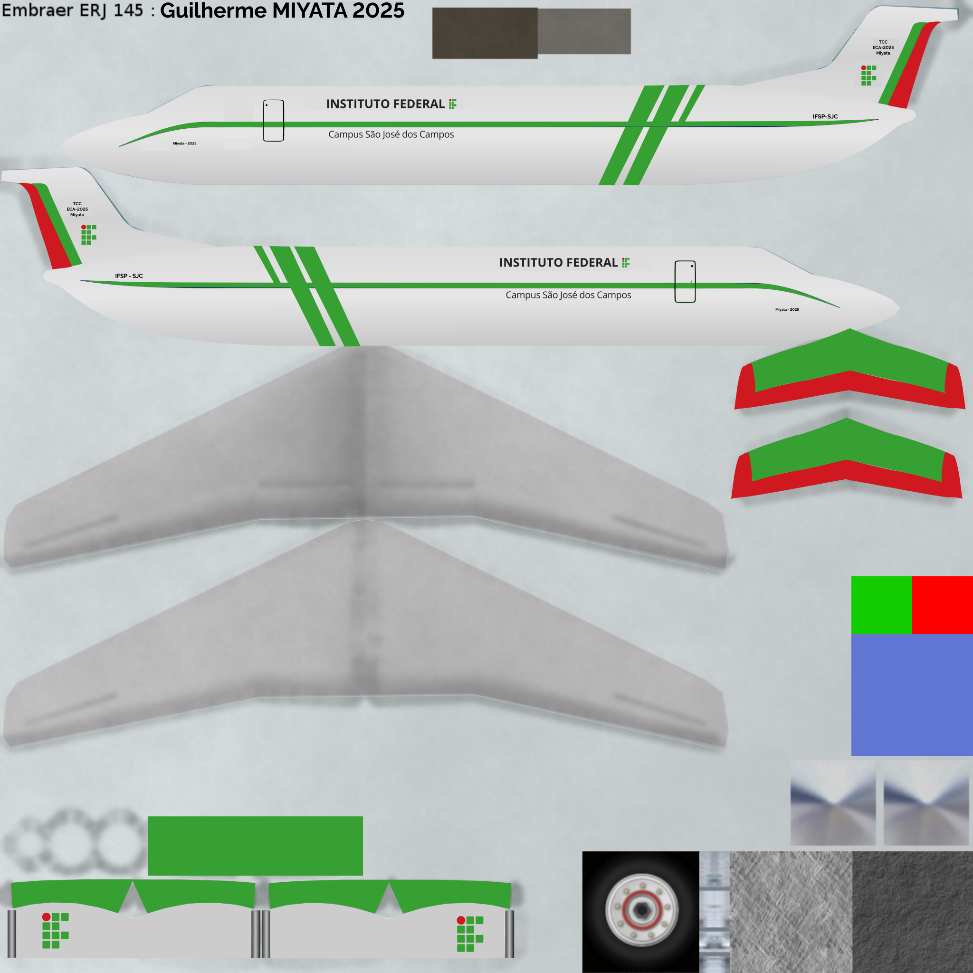 Embraer ERJ 145 : Guilherme MIYATA 2025
TCC
ECA-2025
Miyata
INSTITUTO FEDERAL
Campus São José dos Campos
IFSP-SJC
Miyata - 2025
TCC
ECA-2025
Miyata
IFSP - SJC
INSTITUTO FEDERAL
Campus São José dos Campos
Miyata - 2025